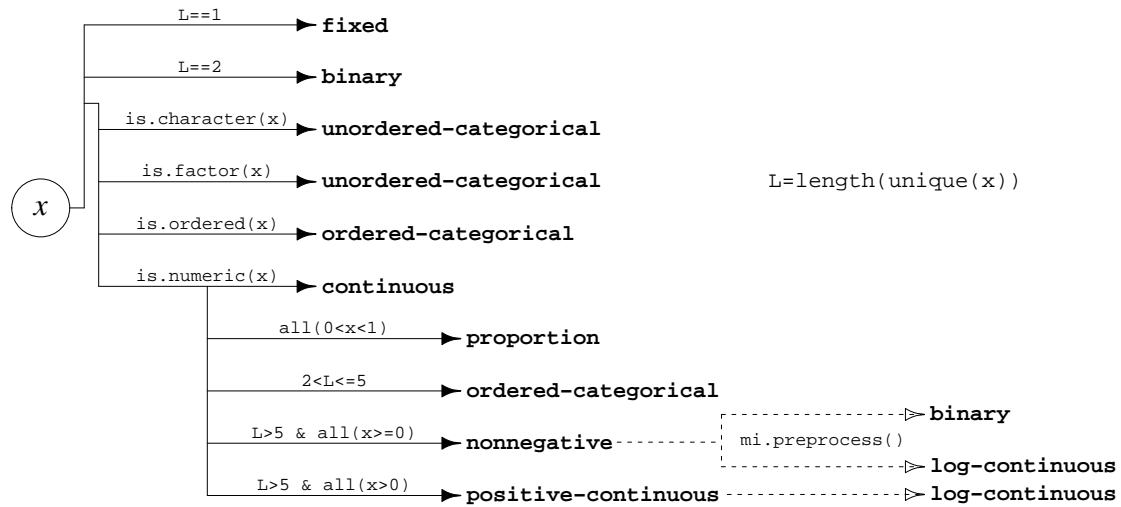 L==1 fixed
L==2 binary
is.character(x) unordered-categorical
is.factor(x) unordered-categorical L=length(unique(x))
x
is.ordered(x) ordered-categorical
is.numeric(x) continuous
all(0<x<1) proportion
2<L<=5 ordered-categorical
binary
L>5 & all(x>=0) nonnegative mi.preprocess()
log-continuous
L>5 & all(x>0) positive-continuous log-continuous